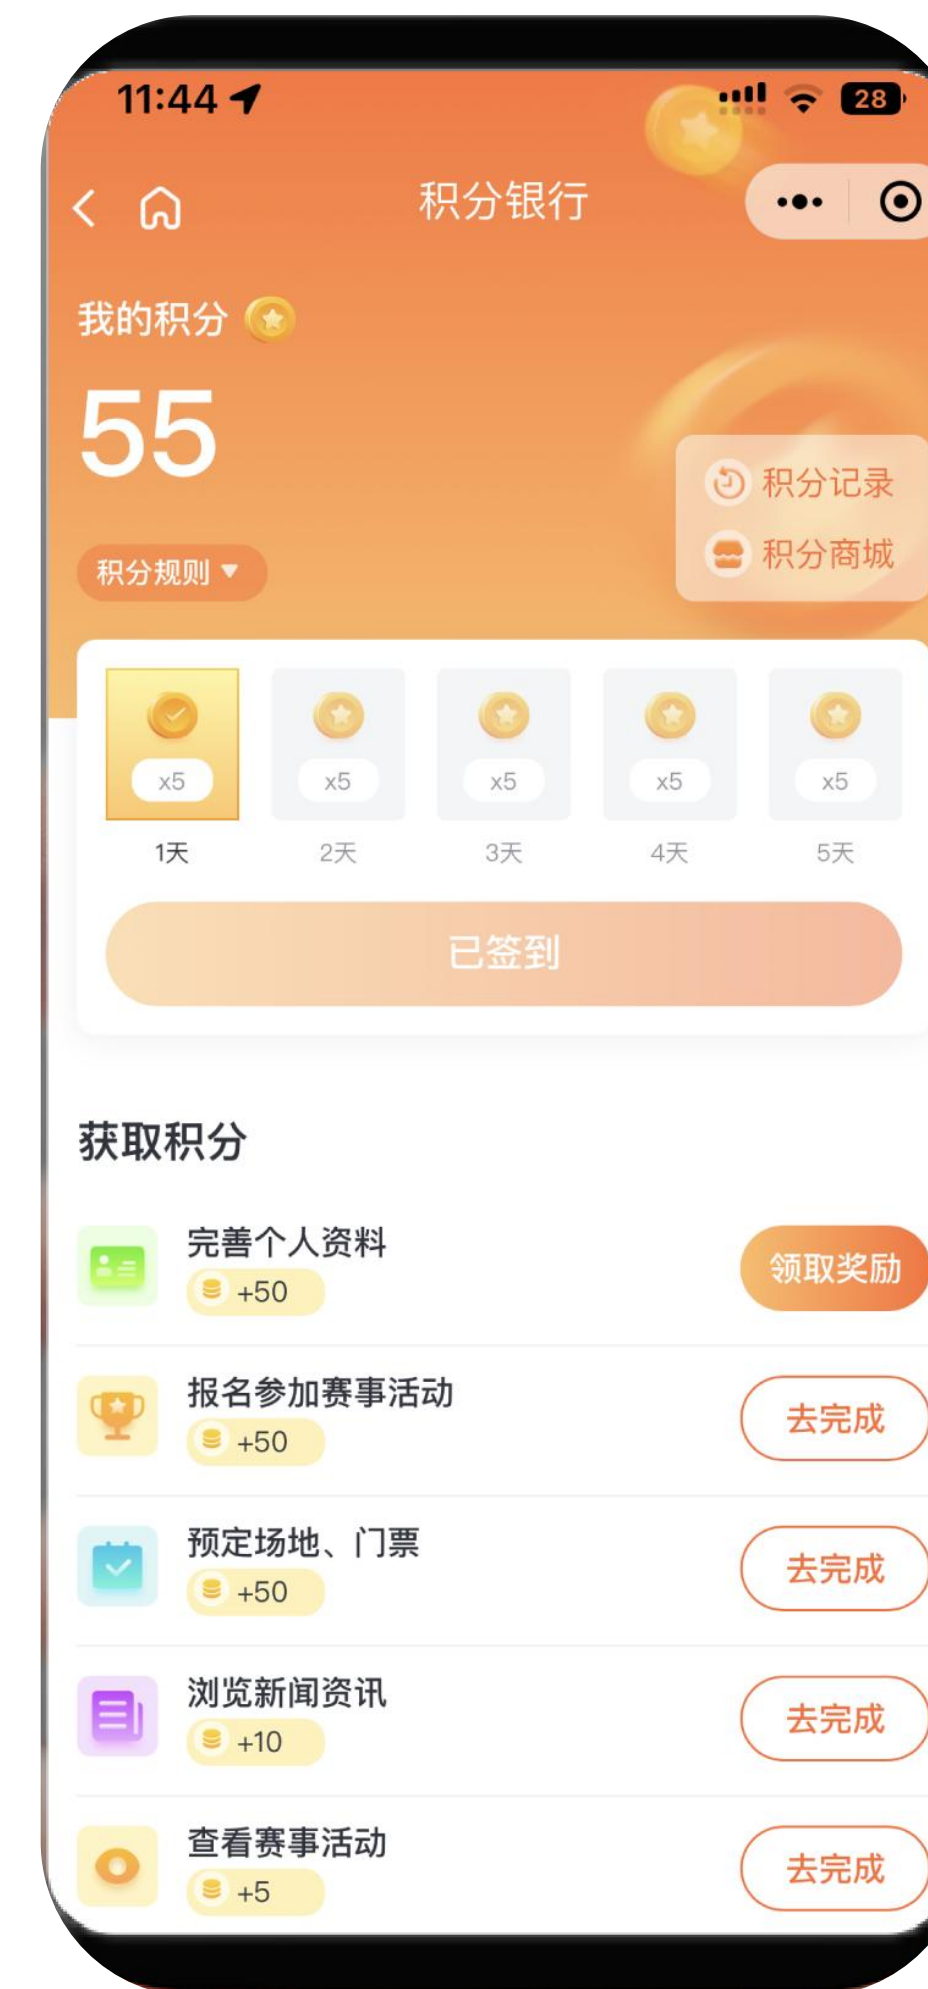 11:44
28
积分银行
我的积分
55
积分记录
积分商城
积分规则
x5
x5
x5
x5
x5
1天
2天
3天
4天
5天
已签到
获取积分
完善个人资料
+50
领取奖励
报名参加赛事活动
+50
去完成
预定场地、门票
+50
去完成
浏览新闻资讯
+10
去完成
查看赛事活动
+5
去完成